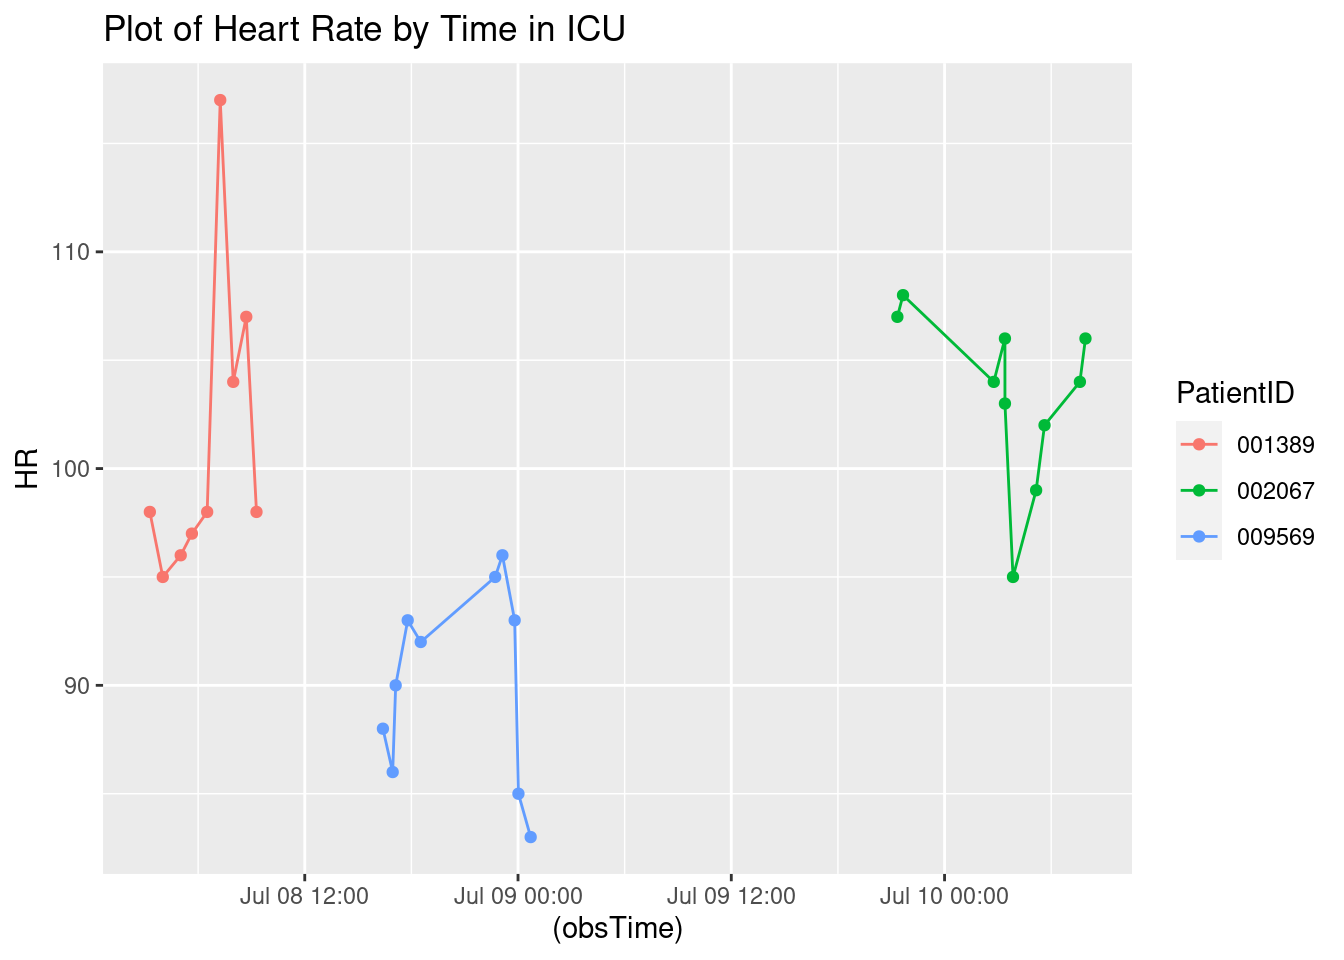 Plot of Heart Rate by Time in ICU
110
100
90
HR
Jul 08 12:00
Jul 09 00:00
Jul 09 12:00
Jul 10 00:00
(obsTime)
PatientID
001389
002067
009569